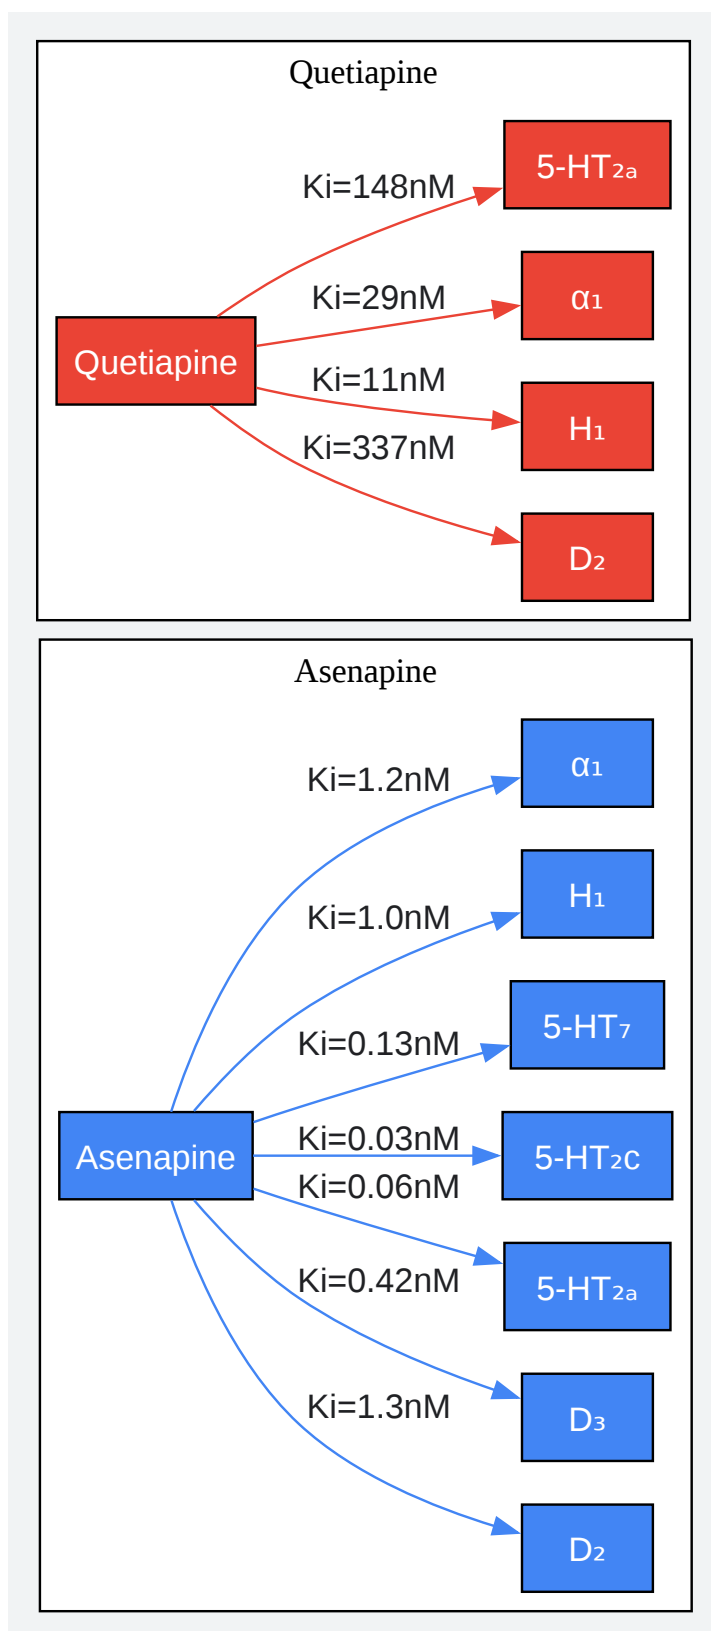 Quetiapine
5-HT₂ₐ
Ki=148nM
α₁
Ki=29nM
Quetiapine
Ki=11nM
H₁
Ki=337nM
D₂
Asenapine
α₁
Ki=1.2nM
H₁
Ki=1.0nM
5-HT₇
Ki=0.13nM
Ki=0.03nM
Asenapine
5-HT₂c
Ki=0.06nM
5-HT₂ₐ
Ki=0.42nM
D₃
Ki=1.3nM
D₂